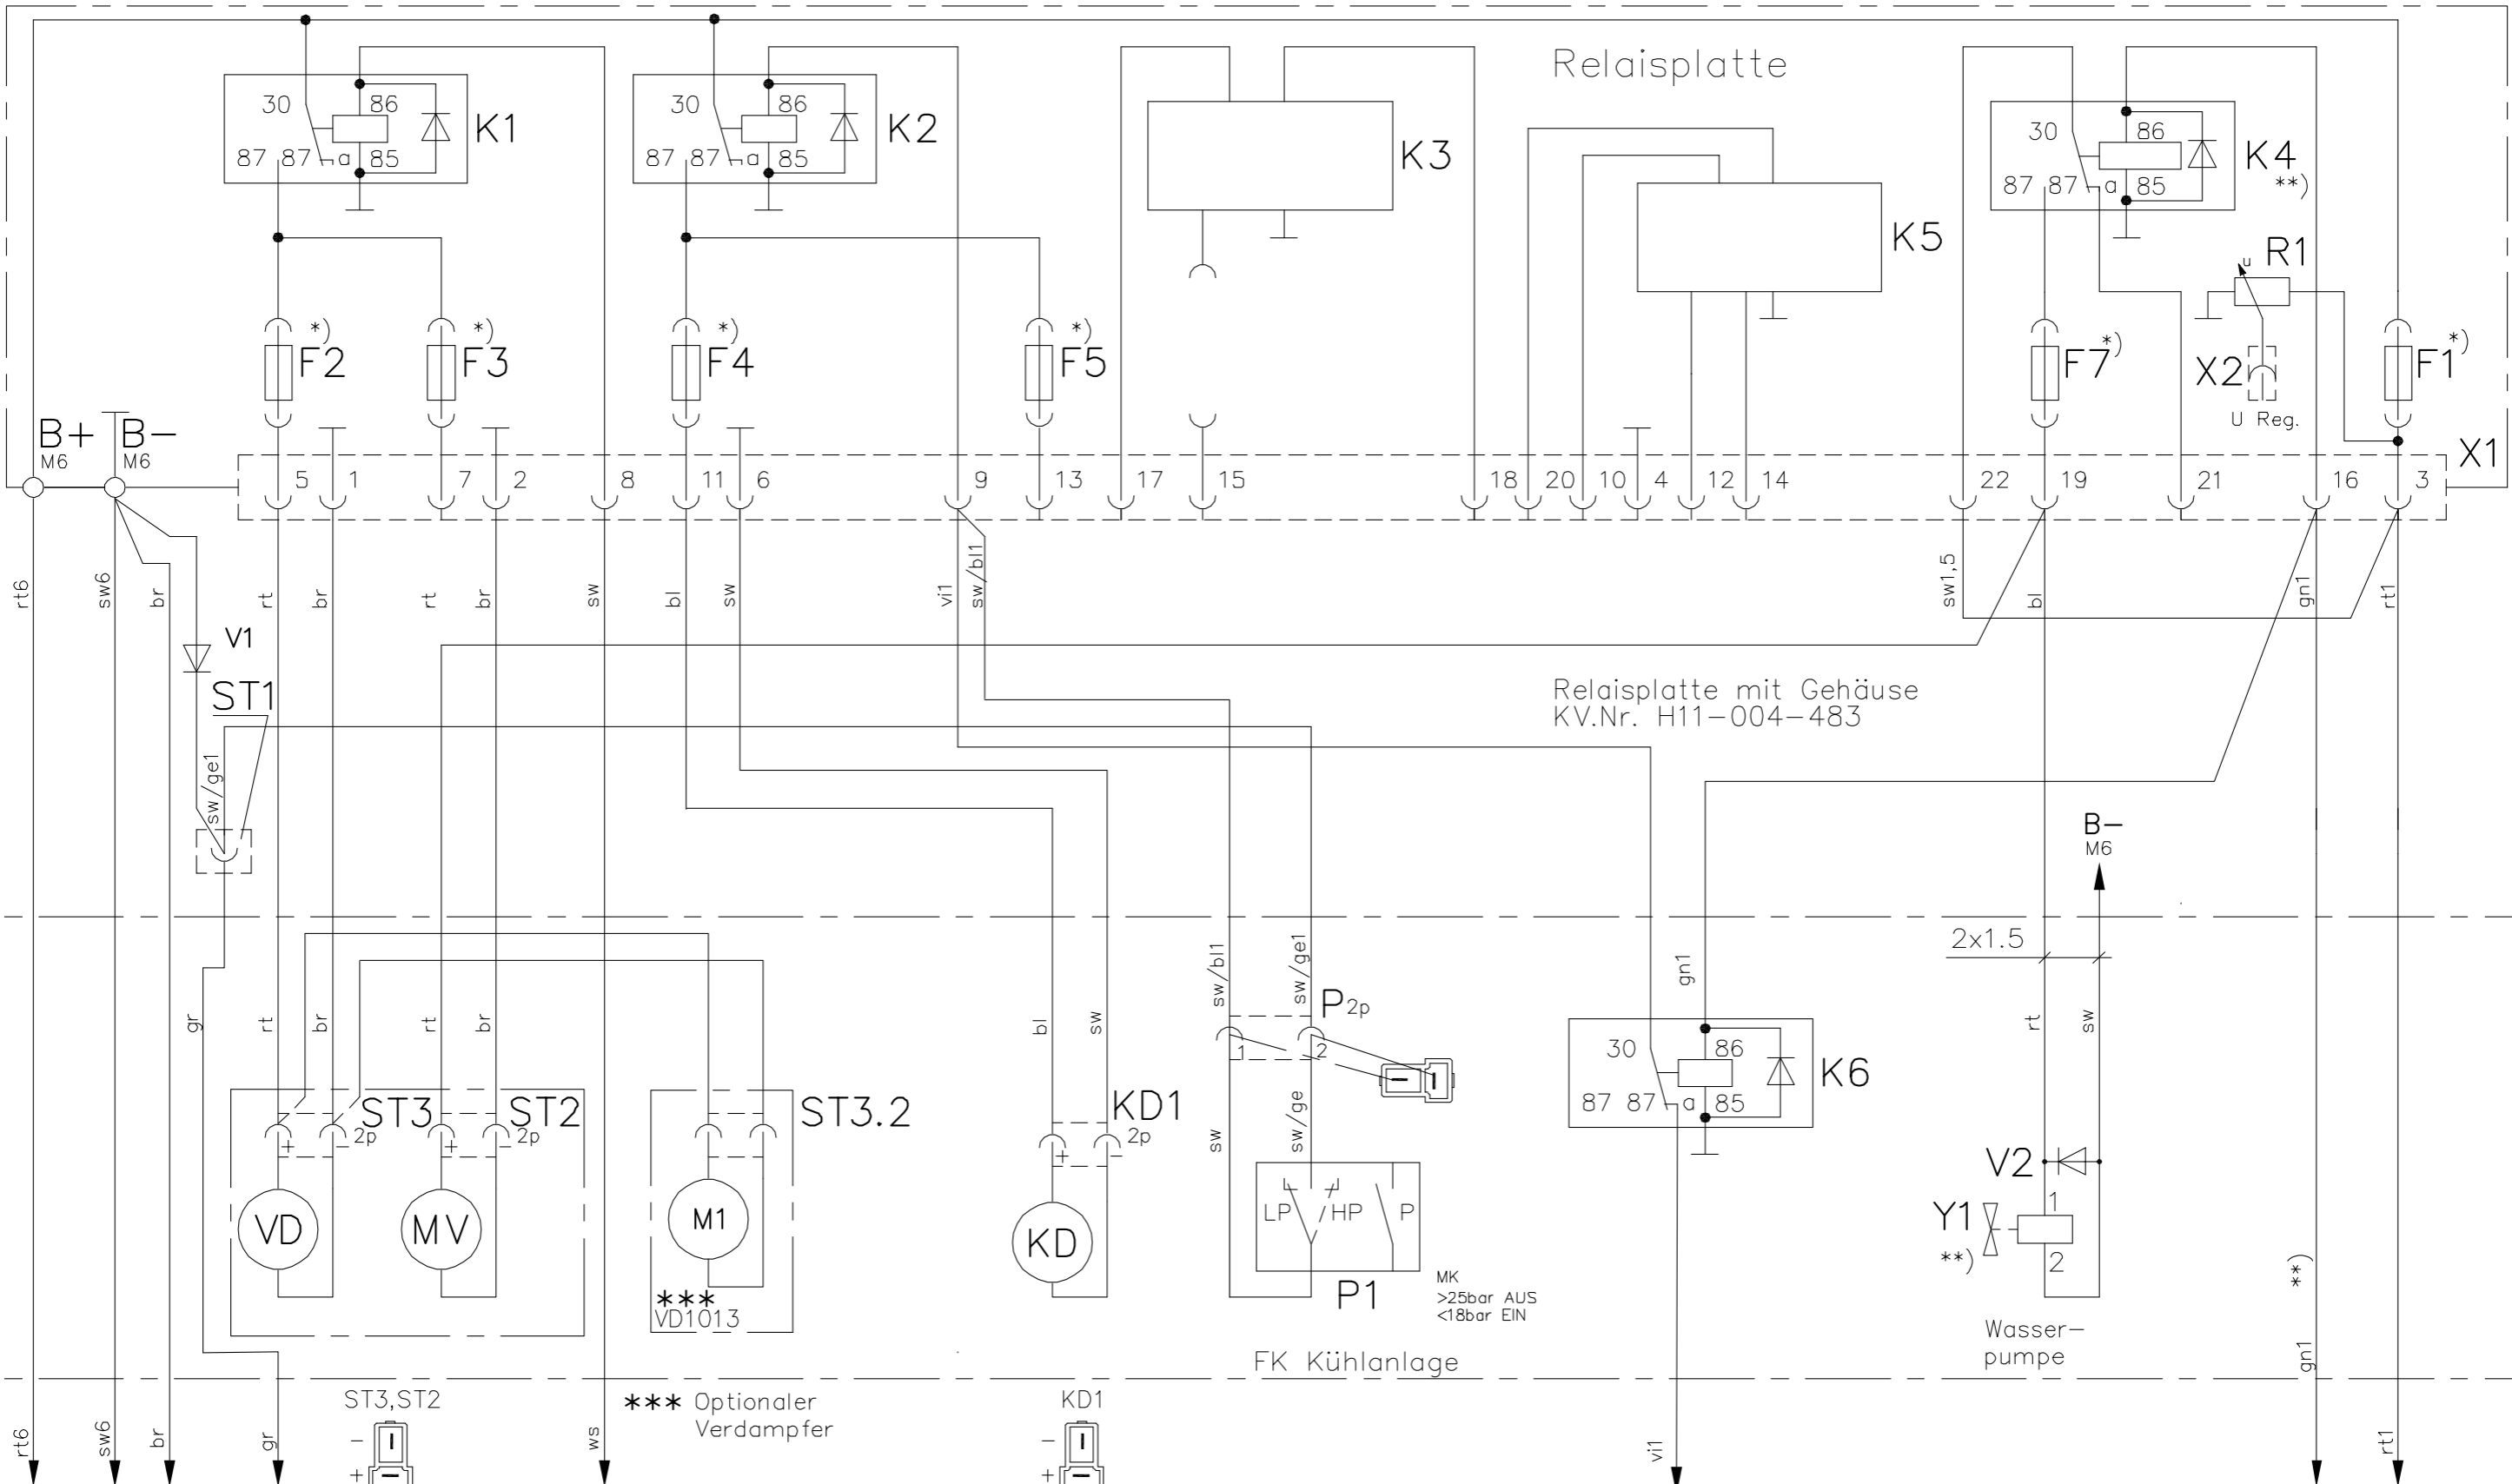 Relaisplatte
30
86
87
87
a
85
K1
30
86
87
87
a
85
K2
K3
K5
30
86
87
87
a
85
K4
**)
u
R1
*)
F2
*)
F3
*)
F4
*)
F5
F7
*)
X2
U Reg.
F1
*)
B+
M6
B-
M6
X1
5
1
7
2
8
11
6
9
13
17
15
18
20
10
4
12
14
22
19
21
16
3
rt6
sw6
br
rt
br
rt
br
sw
bl
sw
vi1
sw/bl1
sw1,5
bl
gn1
rt1
V1
ST1
sw/ge1
Relaisplatte mit Gehäuse
KV.Nr. H11-004-483
B-
M6
2x1.5
gr
rt
br
rt
br
bl
sw
sw/bl1
sw/ge1
P2p
1
2
gn1
rt
sw
30
86
87
87
a
85
K6
ST3
2p
+
-
ST2
2p
+
-
ST3.2
KD1
2p
+
-
sw
sw/ge
VD
MV
M1
KD
LP
HP
P
P1
MK
>25bar AUS
<18bar EIN
V2
Y1
**)
1
2
***
VD1013
**)
Wasser-
pumpe
FK Kühlanlage
rt6
sw6
br
gr
ST3,ST2
-
+
ws
*** Optionaler
Verdampfer
KD1
-
+
vi1
gn1
rt1